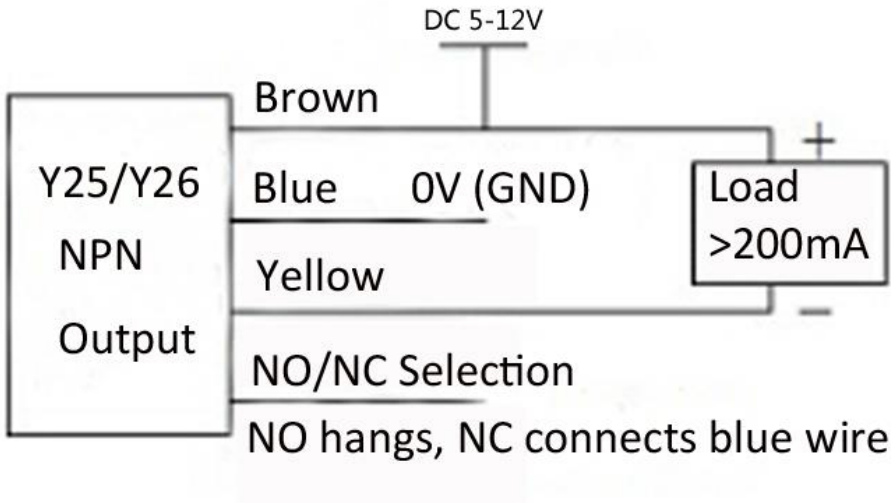 DC 5-12V
Brown
Y25/Y26
NPN
Output
Blue
0V (GND)
+
Load
>200mA
Yellow
−
NO/NC Selection
NO hangs, NC connects blue wire